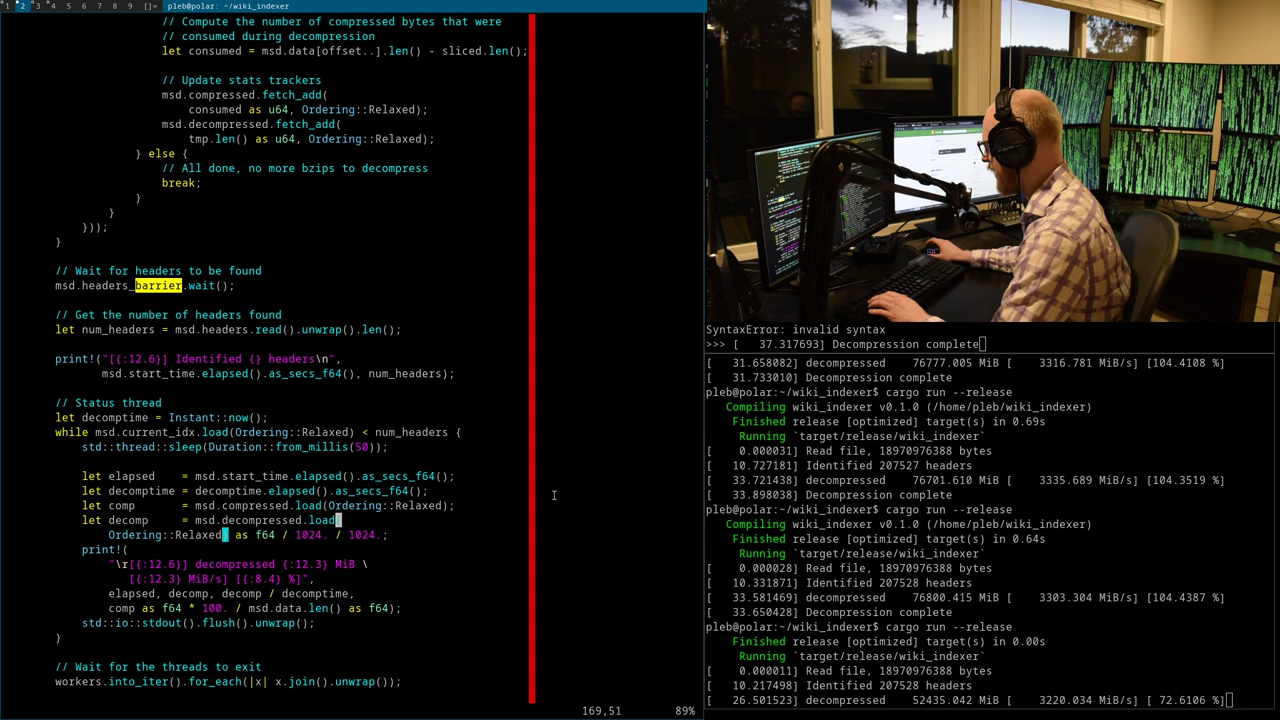 1 2 3 4 5 6 7 8 9 []= pleb@polar: ~/wiki_indexer
// Compute the number of compressed bytes that were
// consumed during decompression
let consumed = msd.data[offset..].len() - sliced.len();
// Update stats trackers
msd.compressed.fetch_add(
consumed as u64, Ordering::Relaxed);
msd.decompressed.fetch_add(
tmp.len() as u64, Ordering::Relaxed);
} else {
// All done, no more bzips to decompress
break;
}
}
}));
}
// Wait for headers to be found
msd.headers_barrier.wait();
// Get the number of headers found
let num_headers = msd.headers.read().unwrap().len();
print!("[{:12.6}] Identified {} headers\n",
msd.start_time.elapsed().as_secs_f64(), num_headers);
// Status thread
let decomptime = Instant::now();
while msd.current_idx.load(Ordering::Relaxed) < num_headers {
std::thread::sleep(Duration::from_millis(50));
let elapsed    = msd.start_time.elapsed().as_secs_f64();
let decomptime = decomptime.elapsed().as_secs_f64();
let comp       = msd.compressed.load(Ordering::Relaxed);
let decomp     = msd.decompressed.load(
Ordering::Relaxed) as f64 / 1024. / 1024.;
print!(
"\r[{:12.6}] decompressed {:12.3} MiB \
[{:12.3} MiB/s] [{:8.4} %]",
elapsed, decomp, decomp / decomptime,
comp as f64 * 100. / msd.data.len() as f64);
std::io::stdout().flush().unwrap();
}
// Wait for the threads to exit
workers.into_iter().for_each(|x| x.join().unwrap());
169,51 89%
SyntaxError: invalid syntax
>>> [   37.317693] Decompression complete
[   31.658082] decompressed    76777.005 MiB [    3316.781 MiB/s] [104.4108 %]
[   31.733010] Decompression complete
pleb@polar:~/wiki_indexer$ cargo run --release
Compiling wiki_indexer v0.1.0 (/home/pleb/wiki_indexer)
Finished release [optimized] target(s) in 0.69s
Running `target/release/wiki_indexer`
[    0.000031] Read file, 18970976388 bytes
[   10.727181] Identified 207527 headers
[   33.721438] decompressed    76701.610 MiB [    3335.689 MiB/s] [104.3519 %]
[   33.898038] Decompression complete
pleb@polar:~/wiki_indexer$ cargo run --release
Compiling wiki_indexer v0.1.0 (/home/pleb/wiki_indexer)
Finished release [optimized] target(s) in 0.64s
Running `target/release/wiki_indexer`
[    0.000028] Read file, 18970976388 bytes
[   10.331871] Identified 207528 headers
[   33.581469] decompressed    76800.415 MiB [    3303.304 MiB/s] [104.4387 %]
[   33.650428] Decompression complete
pleb@polar:~/wiki_indexer$ cargo run --release
Finished release [optimized] target(s) in 0.00s
Running `target/release/wiki_indexer`
[    0.000011] Read file, 18970976388 bytes
[   10.217498] Identified 207528 headers
[   26.501523] decompressed    52435.042 MiB [    3220.034 MiB/s] [ 72.6106 %]